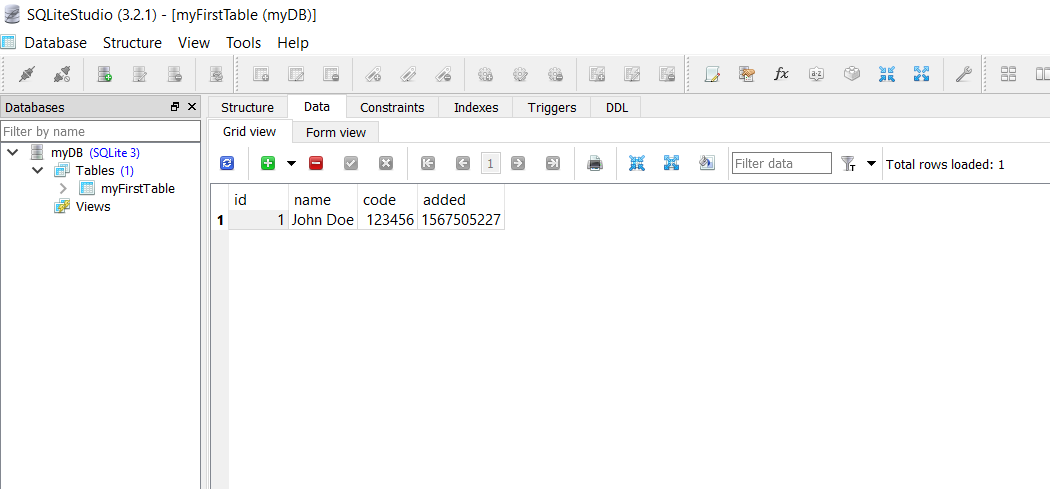 SQLiteStudio (3.2.1) - [myFirstTable (myDB)]
Database Structure View Tools Help
fx a-z
Databases
Structure Data Constraints Indexes Triggers DDL
Filter by name
Grid view Form view
myDB (SQLite 3)
Tables (1)
myFirstTable
Views
1 Filter data T Total rows loaded: 1
id name code added
1 1 John Doe 123456 1567505227